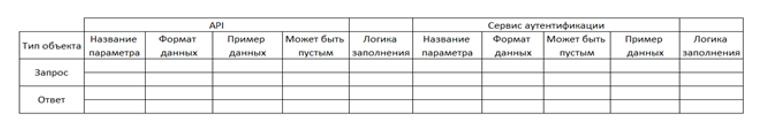 API Сервис аутентификации
Тип объекта Название параметра Формат данных Пример данных Может быть пустым Логика заполнения Название параметра Формат данных Может быть пустым Пример данных Логика заполнения
Запрос
Ответ